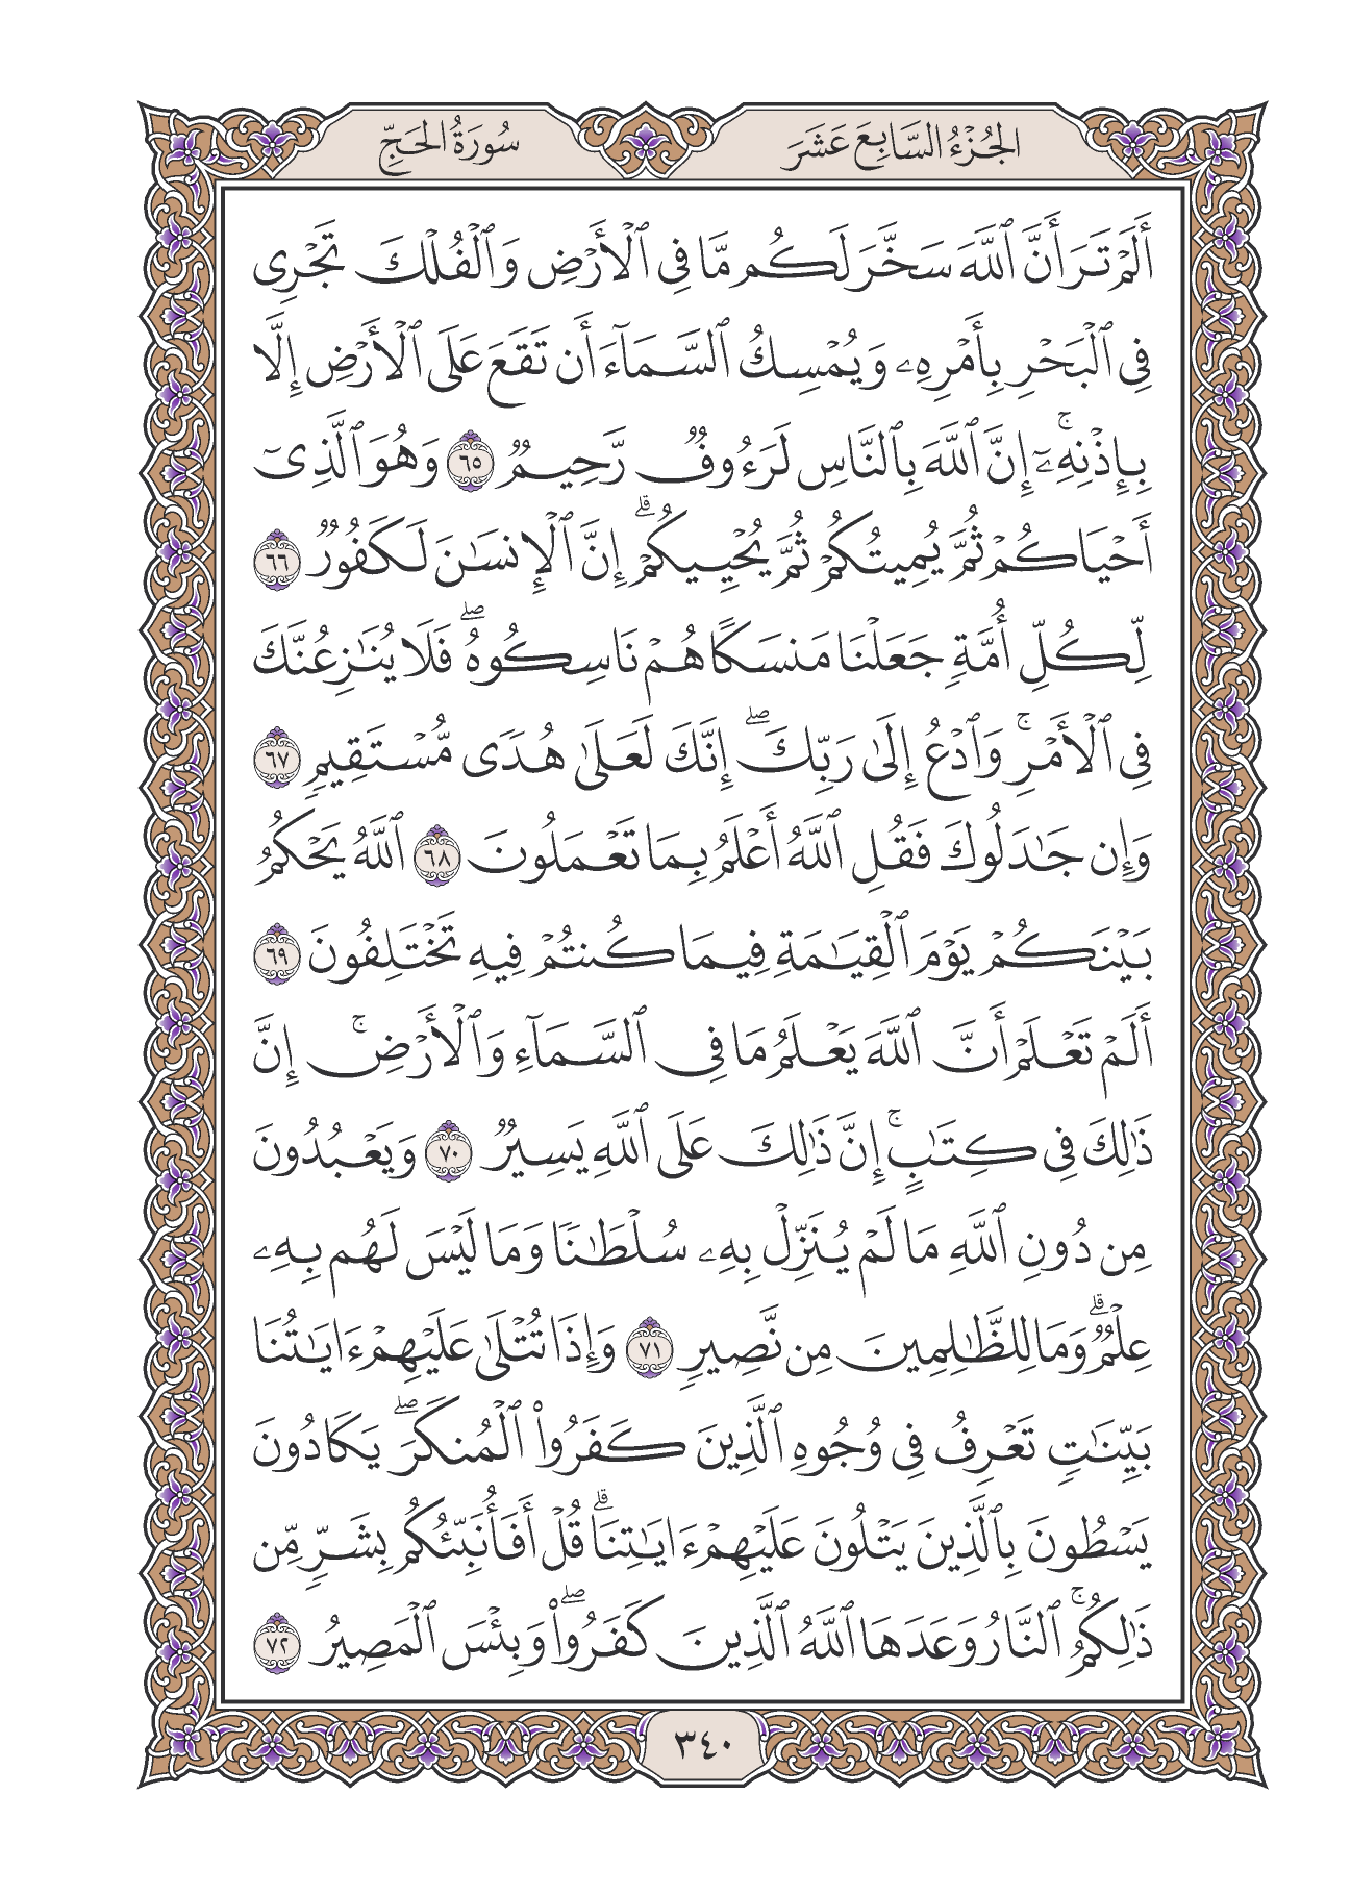 الجُزْءُ السَّابِعَ عَشَرَ
سُورَةُ الحَجِّ
أَلَمْ تَرَ أَنَّ ٱللَّهَ سَخَّرَ لَكُم مَّا فِى ٱلْأَرْضِ وَٱلْفُلْكَ تَجْرِى
فِى ٱلْبَحْرِ بِأَمْرِهِۦ وَيُمْسِكُ ٱلسَّمَآءَ أَن تَقَعَ عَلَى ٱلْأَرْضِ إِلَّا
بِإِذْنِهِۦٓ ۚ إِنَّ ٱللَّهَ بِٱلنَّاسِ لَرَءُوفٌ رَّحِيمٌ ٦٥ وَهُوَ ٱلَّذِىٓ
أَحْيَاكُمْ ثُمَّ يُمِيتُكُمْ ثُمَّ يُحْيِيكُمْ ۗ إِنَّ ٱلْإِنسَٰنَ لَكَفُورٌ ٦٦
لِّكُلِّ أُمَّةٍ جَعَلْنَا مَنسَكًا هُمْ نَاسِكُوهُ ۖ فَلَا يُنَٰزِعُنَّكَ
فِى ٱلْأَمْرِ ۚ وَٱدْعُ إِلَىٰ رَبِّكَ ۖ إِنَّكَ لَعَلَىٰ هُدًى مُّسْتَقِيمٍ ٦٧
وَإِن جَٰدَلُوكَ فَقُلِ ٱللَّهُ أَعْلَمُ بِمَا تَعْمَلُونَ ٦٨ ٱللَّهُ يَحْكُمُ
بَيْنَكُمْ يَوْمَ ٱلْقِيَٰمَةِ فِيمَا كُنتُمْ فِيهِ تَخْتَلِفُونَ ٦٩
أَلَمْ تَعْلَمْ أَنَّ ٱللَّهَ يَعْلَمُ مَا فِى ٱلسَّمَآءِ وَٱلْأَرْضِ ۚ إِنَّ
ذَٰلِكَ فِى كِتَٰبٍ ۚ إِنَّ ذَٰلِكَ عَلَى ٱللَّهِ يَسِيرٌ ٧٠ وَيَعْبُدُونَ
مِن دُونِ ٱللَّهِ مَا لَمْ يُنَزِّلْ بِهِۦ سُلْطَٰنًا وَمَا لَيْسَ لَهُم بِهِۦ
عِلْمٌ ۗ وَمَا لِلظَّٰلِمِينَ مِن نَّصِيرٍ ٧١ وَإِذَا تُتْلَىٰ عَلَيْهِمْ ءَايَٰتُنَا
بَيِّنَٰتٍ تَعْرِفُ فِى وُجُوهِ ٱلَّذِينَ كَفَرُوا۟ ٱلْمُنكَرَ ۖ يَكَادُونَ
يَسْطُونَ بِٱلَّذِينَ يَتْلُونَ عَلَيْهِمْ ءَايَٰتِنَا ۗ قُلْ أَفَأُنَبِّئُكُم بِشَرٍّ مِّن
ذَٰلِكُمُ ۚ ٱلنَّارُ وَعَدَهَا ٱللَّهُ ٱلَّذِينَ كَفَرُوا۟ ۖ وَبِئْسَ ٱلْمَصِيرُ ٧٢
٣٤٠